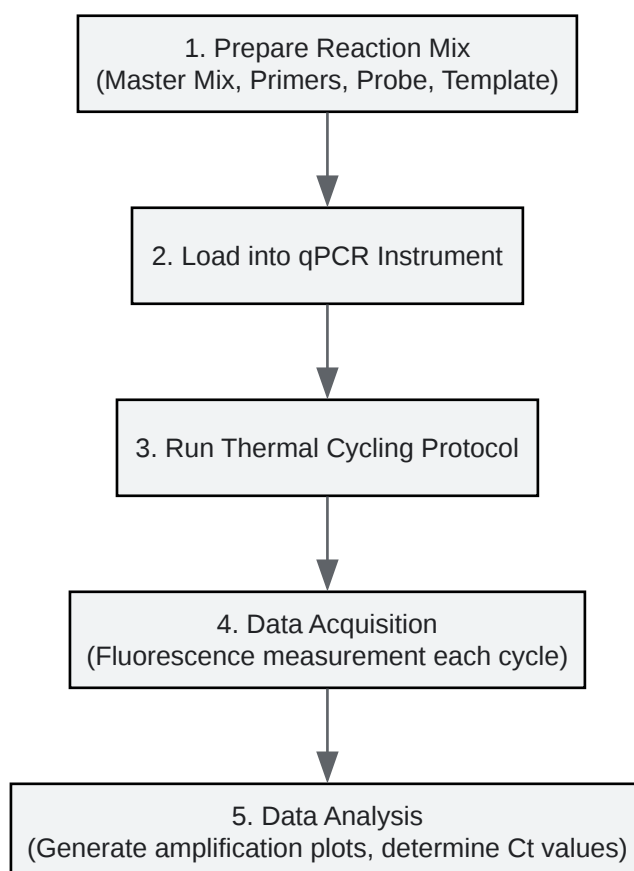 1. Prepare Reaction Mix
(Master Mix, Primers, Probe, Template)
2. Load into qPCR Instrument
3. Run Thermal Cycling Protocol
4. Data Acquisition
(Fluorescence measurement each cycle)
5. Data Analysis
(Generate amplification plots, determine Ct values)